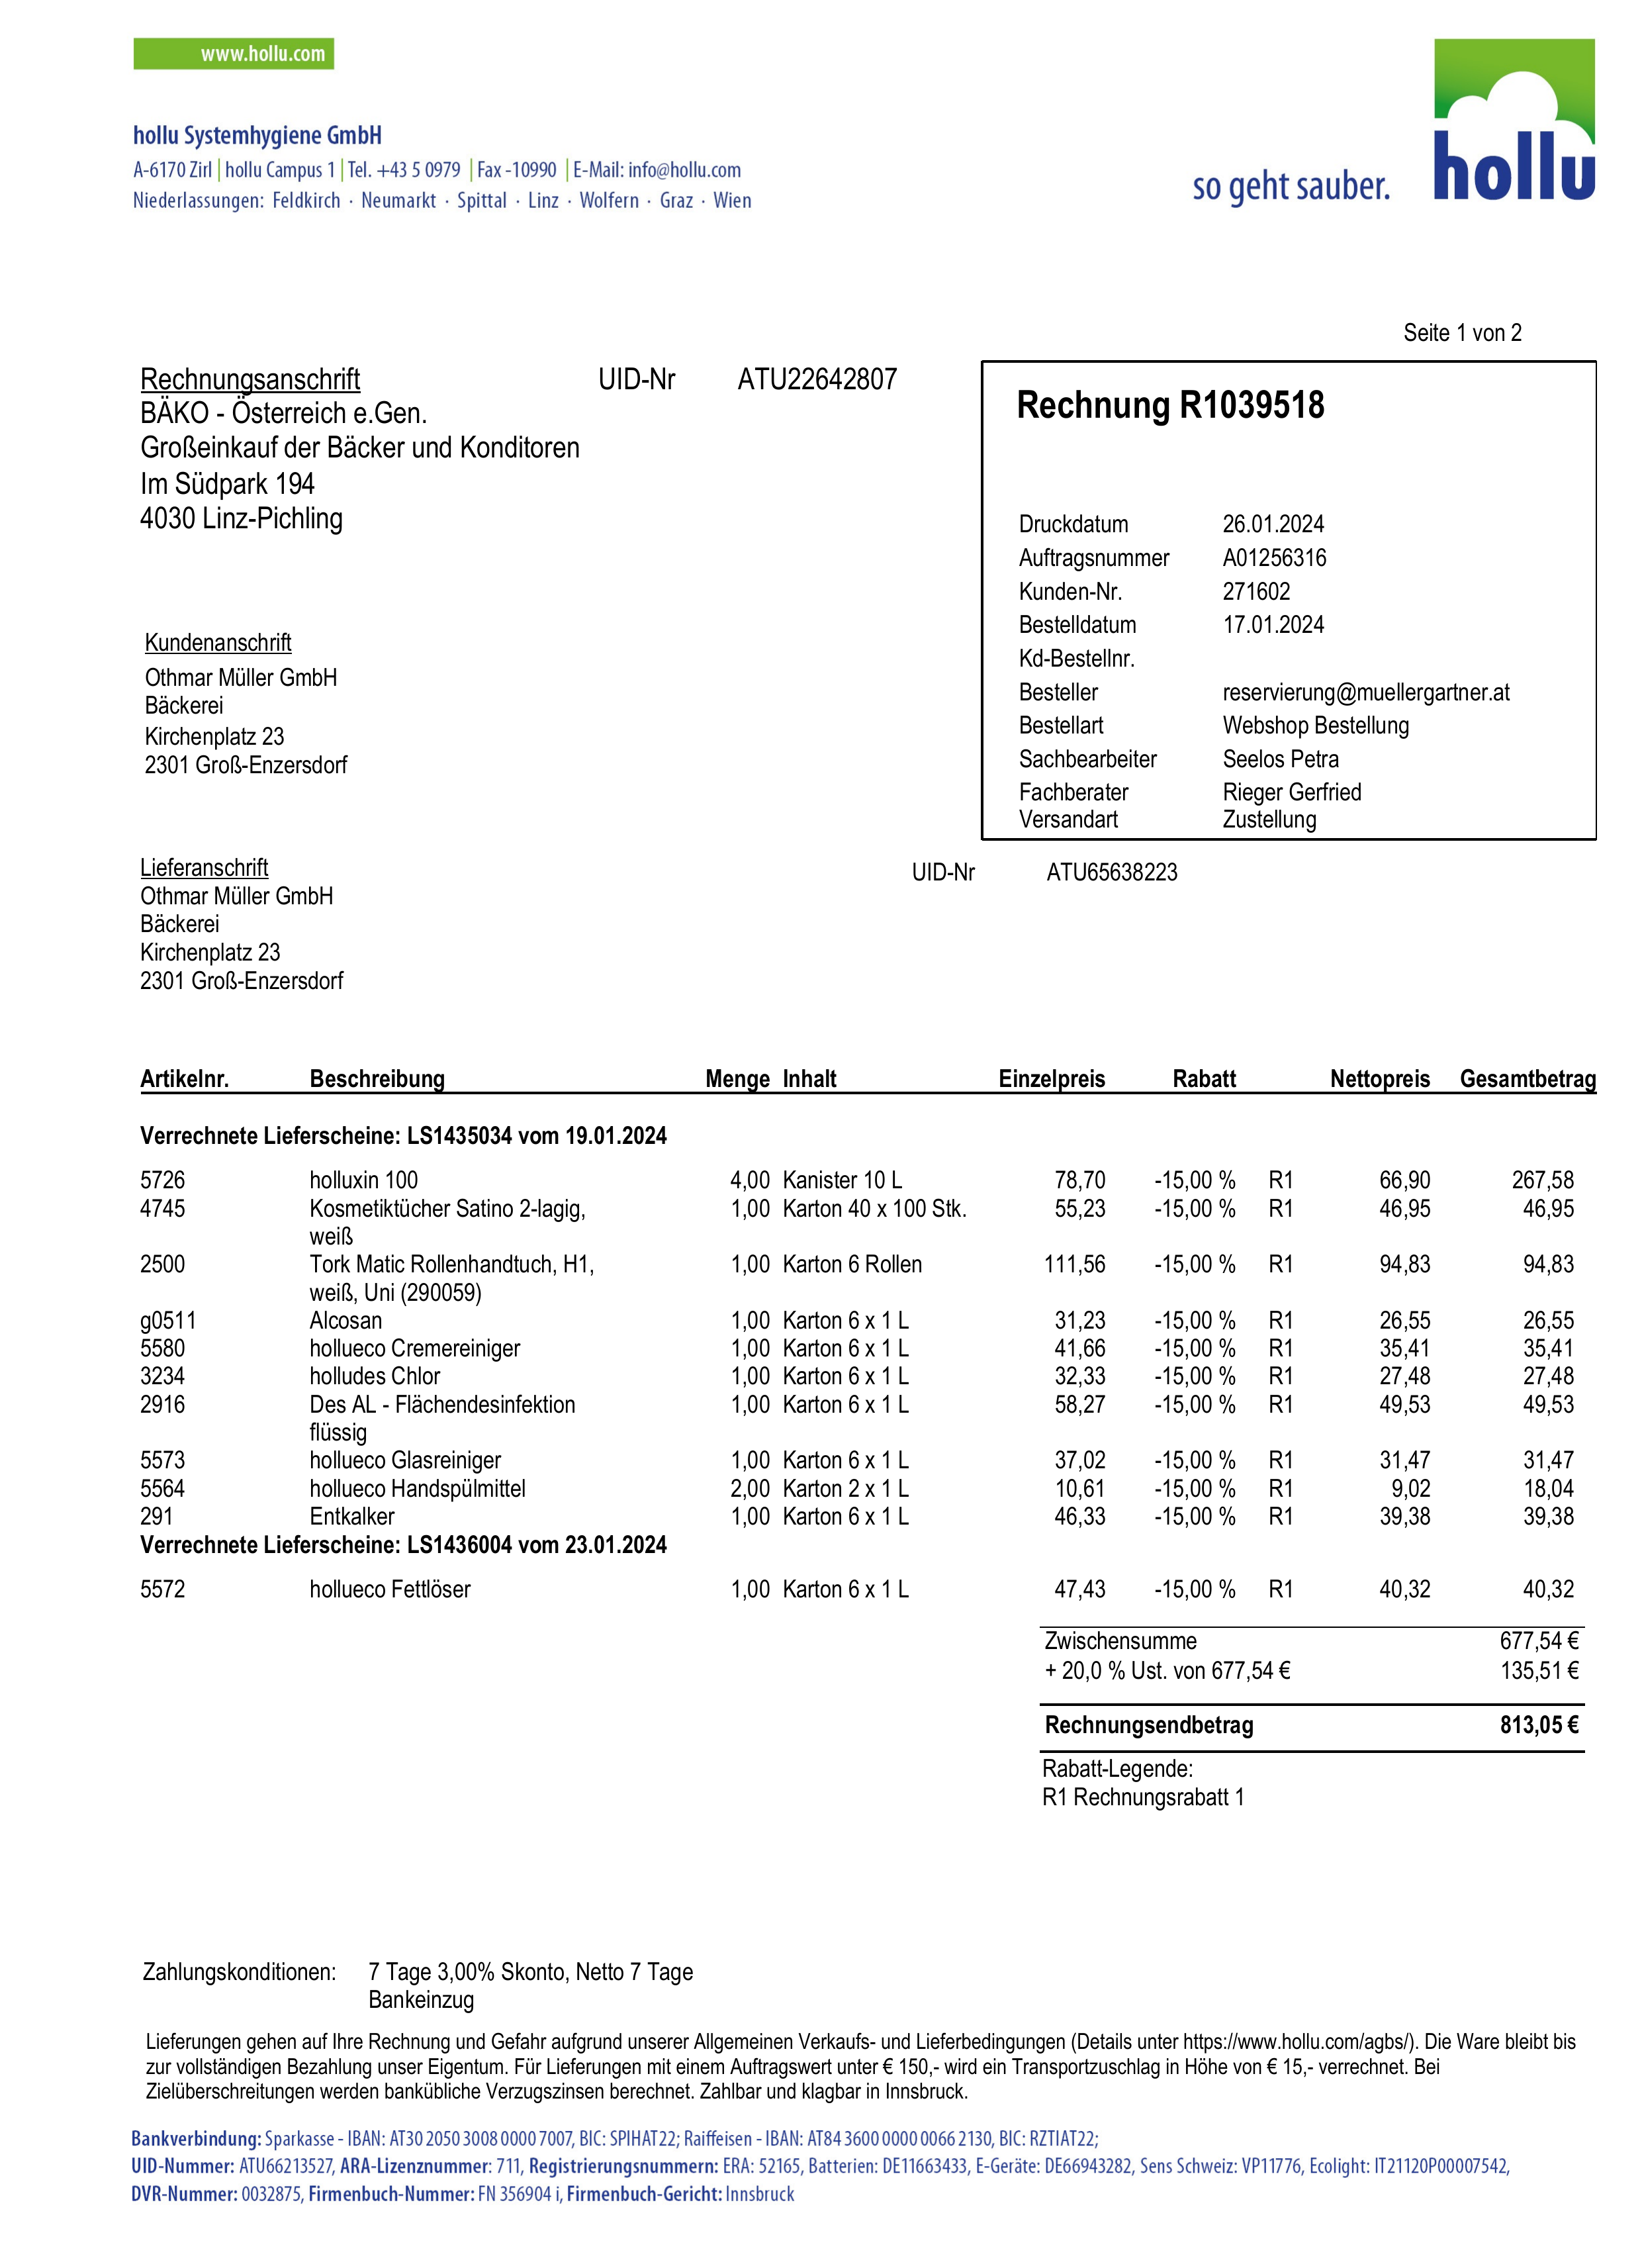 www.hollu.com
hollu Systemhygiene GmbH
A-6170 Zirl | hollu Campus 1 | Tel. +43 5 0979 | Fax -10990 | E-Mail: info@hollu.com
Niederlassungen: Feldkirch · Neumarkt · Spittal · Linz · Wolfern · Graz · Wien
so geht sauber.
hollu
Seite 1 von 2
Rechnungsanschrift UID-Nr ATU22642807
BÄKO - Österreich e.Gen.
Großeinkauf der Bäcker und Konditoren
Im Südpark 194
4030 Linz-Pichling
Rechnung R1039518
Druckdatum 26.01.2024
Auftragsnummer A01256316
Kunden-Nr. 271602
Bestelldatum 17.01.2024
Kd-Bestellnr.
Besteller reservierung@muellergartner.at
Bestellart Webshop Bestellung
Sachbearbeiter Seelos Petra
Fachberater Rieger Gerfried
Versandart Zustellung
Kundenanschrift
Othmar Müller GmbH
Bäckerei
Kirchenplatz 23
2301 Groß-Enzersdorf
Lieferanschrift UID-Nr ATU65638223
Othmar Müller GmbH
Bäckerei
Kirchenplatz 23
2301 Groß-Enzersdorf
Artikelnr. Beschreibung Menge Inhalt Einzelpreis Rabatt Nettopreis Gesamtbetrag
Verrechnete Lieferscheine: LS1435034 vom 19.01.2024
5726 holluxin 100 4,00 Kanister 10 L 78,70 -15,00 % R1 66,90 267,58
4745 Kosmetiktücher Satino 2-lagig, 1,00 Karton 40 x 100 Stk. 55,23 -15,00 % R1 46,95 46,95
weiß
2500 Tork Matic Rollenhandtuch, H1, 1,00 Karton 6 Rollen 111,56 -15,00 % R1 94,83 94,83
weiß, Uni (290059)
g0511 Alcosan 1,00 Karton 6 x 1 L 31,23 -15,00 % R1 26,55 26,55
5580 hollueco Cremereiniger 1,00 Karton 6 x 1 L 41,66 -15,00 % R1 35,41 35,41
3234 holludes Chlor 1,00 Karton 6 x 1 L 32,33 -15,00 % R1 27,48 27,48
2916 Des AL - Flächendesinfektion 1,00 Karton 6 x 1 L 58,27 -15,00 % R1 49,53 49,53
flüssig
5573 hollueco Glasreiniger 1,00 Karton 6 x 1 L 37,02 -15,00 % R1 31,47 31,47
5564 hollueco Handspülmittel 2,00 Karton 2 x 1 L 10,61 -15,00 % R1 9,02 18,04
291 Entkalker 1,00 Karton 6 x 1 L 46,33 -15,00 % R1 39,38 39,38
Verrechnete Lieferscheine: LS1436004 vom 23.01.2024
5572 hollueco Fettlöser 1,00 Karton 6 x 1 L 47,43 -15,00 % R1 40,32 40,32
Zwischensumme 677,54 €
+ 20,0 % Ust. von 677,54 € 135,51 €
Rechnungsendbetrag 813,05 €
Rabatt-Legende:
R1 Rechnungsrabatt 1
Zahlungskonditionen: 7 Tage 3,00% Skonto, Netto 7 Tage
Bankeinzug
Lieferungen gehen auf Ihre Rechnung und Gefahr aufgrund unserer Allgemeinen Verkaufs- und Lieferbedingungen (Details unter https://www.hollu.com/agbs/). Die Ware bleibt bis
zur vollständigen Bezahlung unser Eigentum. Für Lieferungen mit einem Auftragswert unter € 150,- wird ein Transportzuschlag in Höhe von € 15,- verrechnet. Bei
Zielüberschreitungen werden bankübliche Verzugszinsen berechnet. Zahlbar und klagbar in Innsbruck.
Bankverbindung: Sparkasse - IBAN: AT30 2050 3008 0000 7007, BIC: SPIHAT22; Raiffeisen - IBAN: AT84 3600 0000 0066 2130, BIC: RZTIAT22;
UID-Nummer: ATU66213527, ARA-Lizenznummer: 711, Registrierungsnummern: ERA: 52165, Batterien: DE11663433, E-Geräte: DE66943282, Sens Schweiz: VP11776, Ecolight: IT21120P00007542,
DVR-Nummer: 0032875, Firmenbuch-Nummer: FN 356904 i, Firmenbuch-Gericht: Innsbruck